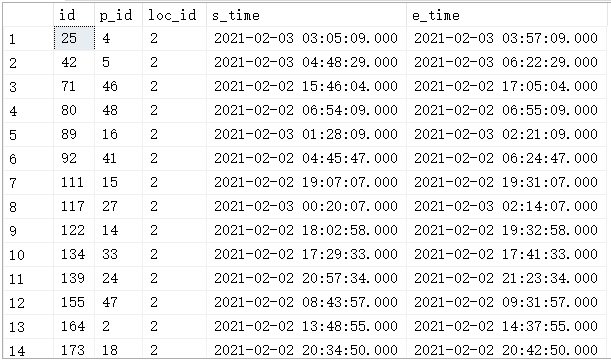 id p_id loc_id s_time e_time
1 25 4 2 2021-02-03 03:05:09.000 2021-02-03 03:57:09.000
2 42 5 2 2021-02-03 04:48:29.000 2021-02-03 06:22:29.000
3 71 46 2 2021-02-02 15:46:04.000 2021-02-02 17:05:04.000
4 80 48 2 2021-02-02 06:54:09.000 2021-02-02 06:55:09.000
5 89 16 2 2021-02-03 01:28:09.000 2021-02-03 02:21:09.000
6 92 41 2 2021-02-02 04:45:47.000 2021-02-02 06:24:47.000
7 111 15 2 2021-02-02 19:07:07.000 2021-02-02 19:31:07.000
8 117 27 2 2021-02-03 00:20:07.000 2021-02-03 02:14:07.000
9 122 14 2 2021-02-02 18:02:58.000 2021-02-02 19:32:58.000
10 134 33 2 2021-02-02 17:29:33.000 2021-02-02 17:41:33.000
11 139 24 2 2021-02-02 20:57:34.000 2021-02-02 21:23:34.000
12 155 47 2 2021-02-02 08:43:57.000 2021-02-02 09:31:57.000
13 164 2 2 2021-02-02 13:48:55.000 2021-02-02 14:37:55.000
14 173 18 2 2021-02-02 20:34:50.000 2021-02-02 20:42:50.000